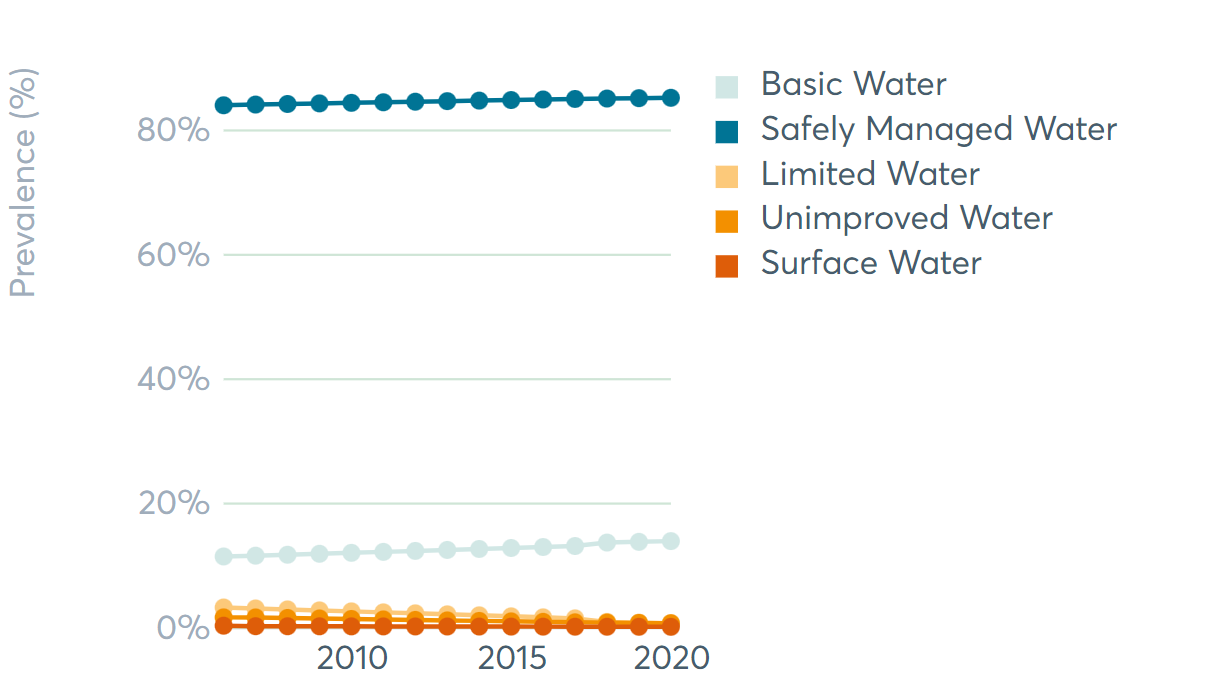 Prevalence (%)
80%
60%
40%
20%
0%
2010
2015
2020
Basic Water
Safely Managed Water
Limited Water
Unimproved Water
Surface Water